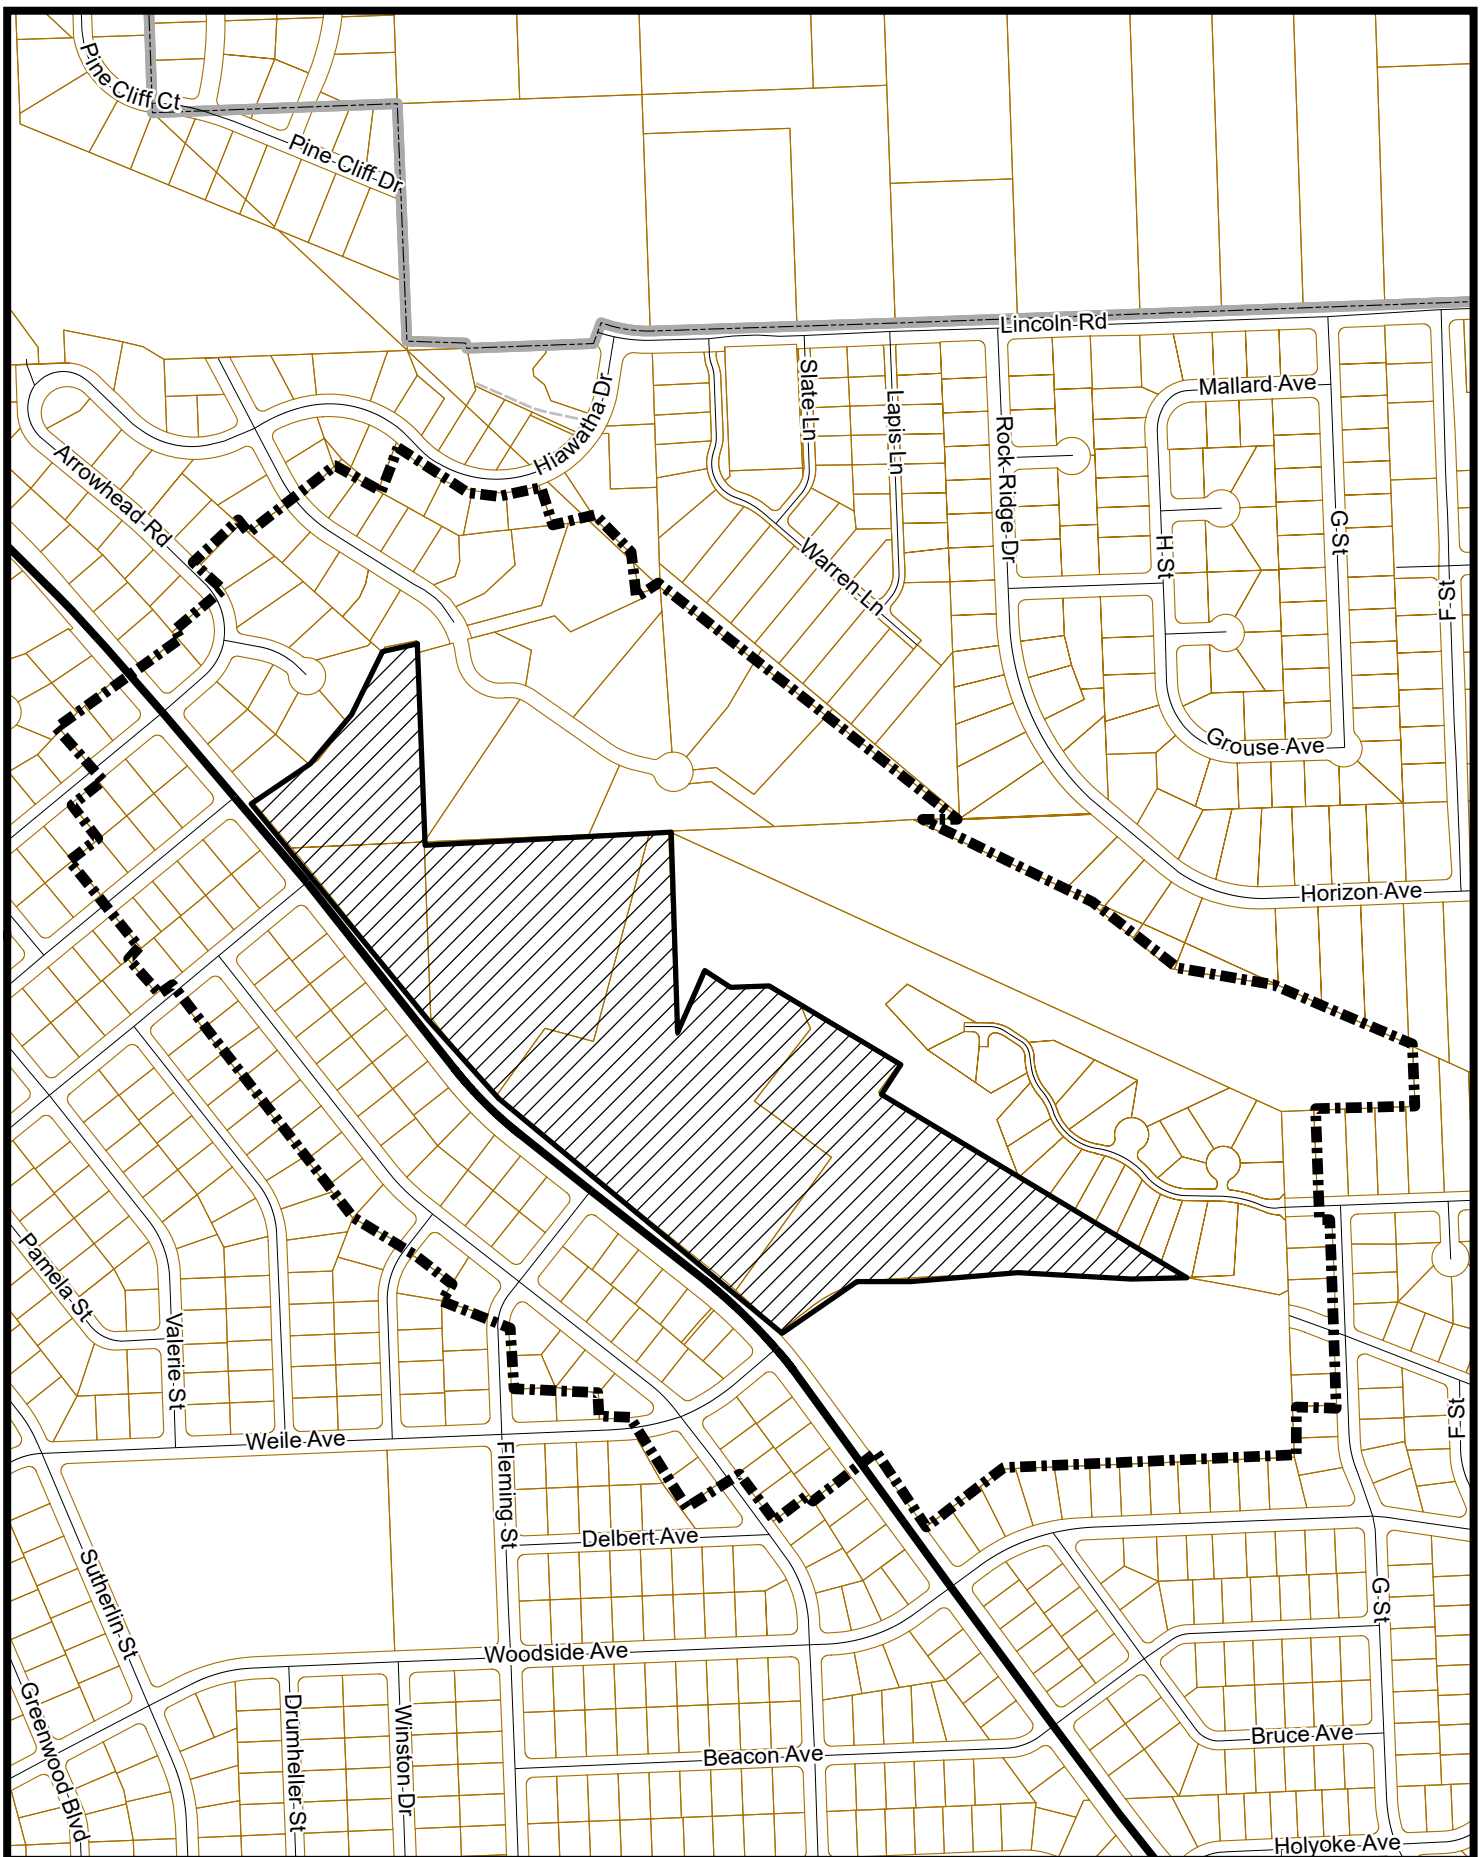 Pine Cliff Ct
Pine Cliff Dr
Lincoln Rd
Hiawatha Dr
Slate Ln
Lapis Ln
Mallard Ave
Rock Ridge Dr
Arrowhead Rd
Warren Ln
H St
G St
F St
Grouse Ave
Horizon Ave
Pamela St
Valerie St
Weile Ave
Fleming St
F St
Delbert Ave
Sutherlin St
G St
Woodside Ave
Greenwood Blvd
Drumheller St
Winston Dr
Beacon Ave
Bruce Ave
Holyoke Ave